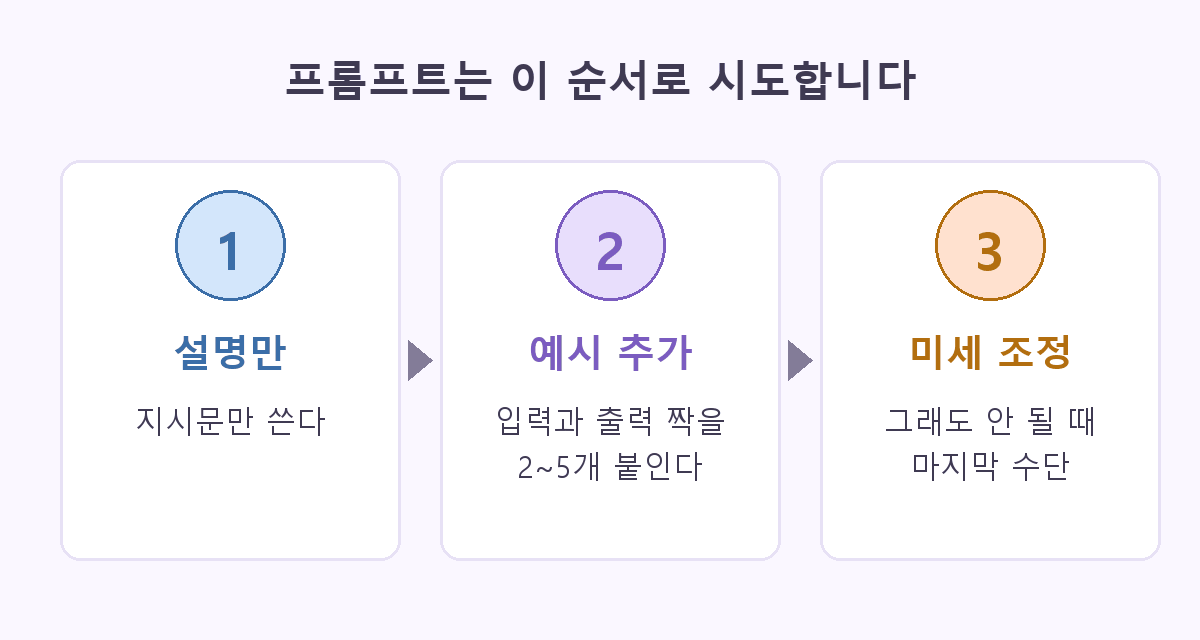 프롬프트는 이 순서로 시도합니다
1
설명만
지시문만 쓴다
2
예시 추가
입력과 출력 짝을
2~5개 붙인다
3
미세 조정
그래도 안 될 때
마지막 수단